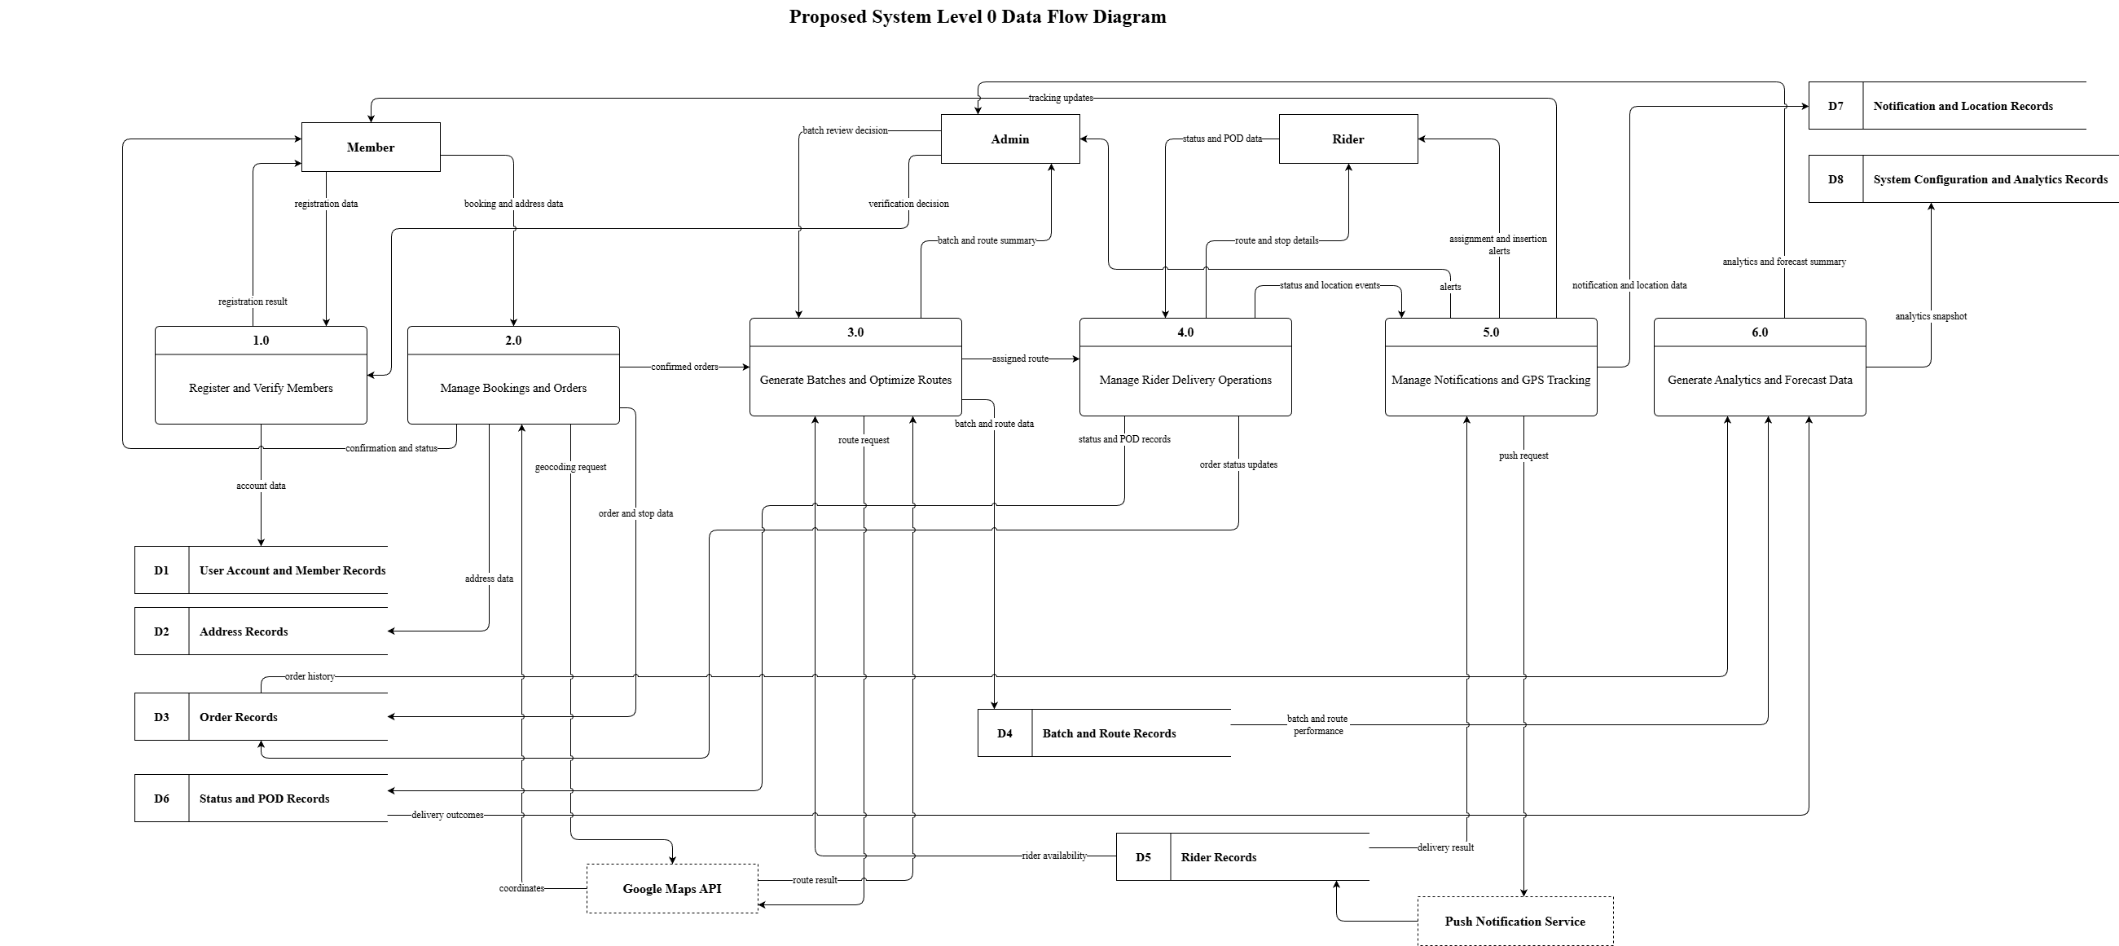 Proposed System Level 0 Data Flow Diagram
tracking updates
D7
Notification and Location Records
batch review decision
Admin
status and POD data
Rider
Member
D8
System Configuration and Analytics Records
registration data
booking and address data
verification decision
batch and route summary
route and stop details
assignment and insertion
alerts
analytics and forecast summary
status and location events
alerts
notification and location data
registration result
analytics snapshot
1.0
2.0
3.0
4.0
5.0
6.0
confirmed orders
assigned route
Register and Verify Members
Manage Bookings and Orders
Generate Batches and Optimize Routes
Manage Rider Delivery Operations
Manage Notifications and GPS Tracking
Generate Analytics and Forecast Data
batch and route data
confirmation and status
route request
status and POD records
push request
geocoding request
order status updates
account data
order and stop data
D1
User Account and Member Records
address data
D2
Address Records
order history
D3
Order Records
D4
Batch and Route Records
batch and route
performance
D6
Status and POD Records
delivery outcomes
rider availability
D5
Rider Records
delivery result
coordinates
Google Maps API
route result
Push Notification Service